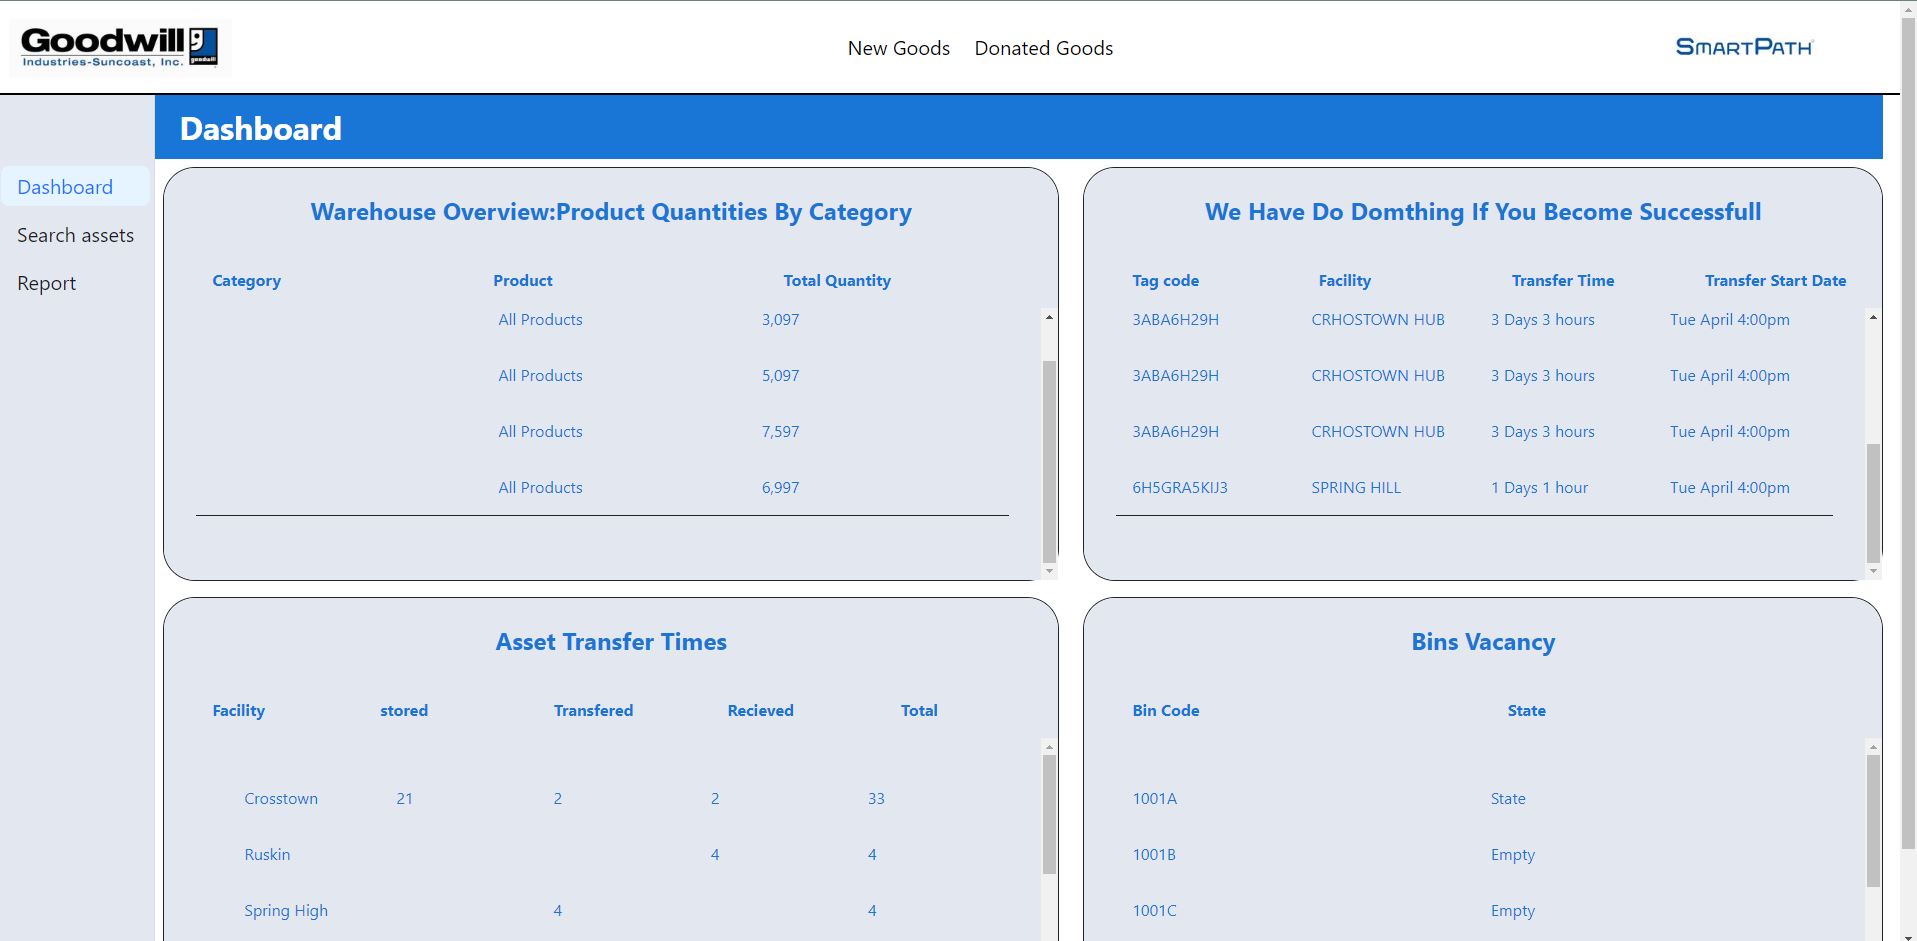 Goodwill
Industries-Suncoast, Inc.
goodwill
New Goods Donated Goods
SMARTPATH
Dashboard
Dashboard
Search assets
Report
Warehouse Overview:Product Quantities By Category
Category Product Total Quantity
All Products 3,097
All Products 5,097
All Products 7,597
All Products 6,997
We Have Do Domthing If You Become Successfull
Tag code Facility Transfer Time Transfer Start Date
3ABA6H29H CRHOSTOWN HUB 3 Days 3 hours Tue April 4:00pm
3ABA6H29H CRHOSTOWN HUB 3 Days 3 hours Tue April 4:00pm
3ABA6H29H CRHOSTOWN HUB 3 Days 3 hours Tue April 4:00pm
6H5GRA5KIJ3 SPRING HILL 1 Days 1 hour Tue April 4:00pm
Asset Transfer Times
Facility stored Transfered Recieved Total
Crosstown 21 2 2 33
Ruskin 4 4
Spring High 4 4
Bins Vacancy
Bin Code State
1001A State
1001B Empty
1001C Empty